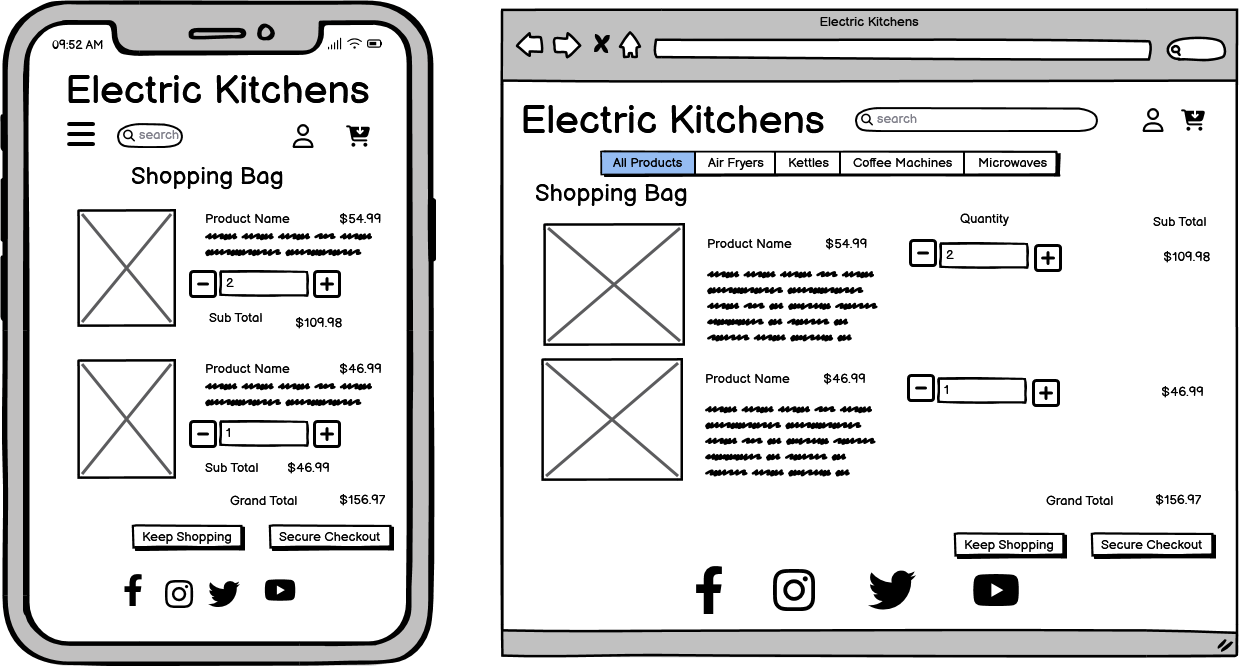 09:52 AM
Electric Kitchens
search
Shopping Bag
Product Name $54.99
2
Sub Total $109.98
Product Name $46.99
1
Sub Total $46.99
Grand Total $156.97
Keep Shopping Secure Checkout
Electric Kitchens
Electric Kitchens search
All Products Air Fryers Kettles Coffee Machines Microwaves
Shopping Bag
Quantity Sub Total
Product Name $54.99 2 $109.98
Product Name $46.99 1 $46.99
Grand Total $156.97
Keep Shopping Secure Checkout